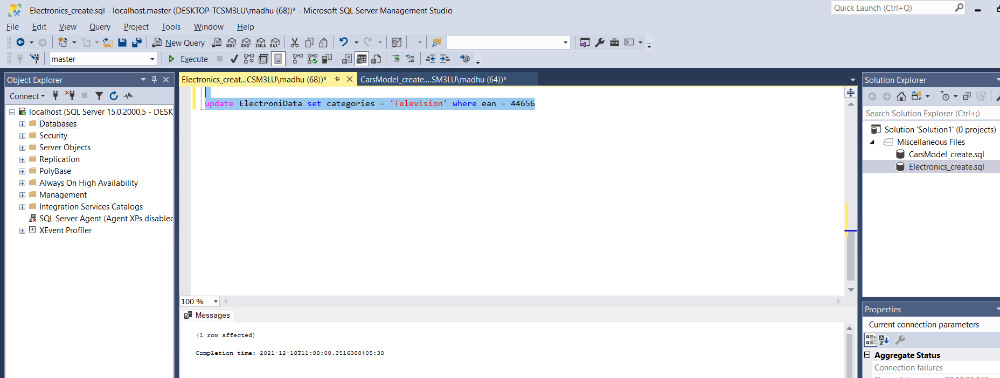 Electronics_create.sql - localhost.master (DESKTOP-TCSM3LU\madhu (68))* - Microsoft SQL Server Management Studio
Quick Launch (Ctrl+Q)
File Edit View Query Project Tools Window Help
New Query MDX DMX XMLA DAX
master Execute
Object Explorer
Connect
localhost (SQL Server 15.0.2000.5 - DESK
Databases
Security
Server Objects
Replication
PolyBase
Always On High Availability
Management
Integration Services Catalogs
SQL Server Agent (Agent XPs disabled
XEvent Profiler
Electronics_creat...CSM3LU\madhu (68))* CarsModel_create....SM3LU\madhu (64))*
update ElectroniData set categories = 'Television' where ean = 44656
100 %
Messages
(1 row affected)
Completion time: 2021-12-18T11:08:00.3516388+05:30
Solution Explorer
Search Solution Explorer (Ctrl+;)
Solution 'Solution1' (0 projects)
Miscellaneous Files
CarsModel_create.sql
Electronics_create.sql
Properties
Current connection parameters
Aggregate Status
Connection failures